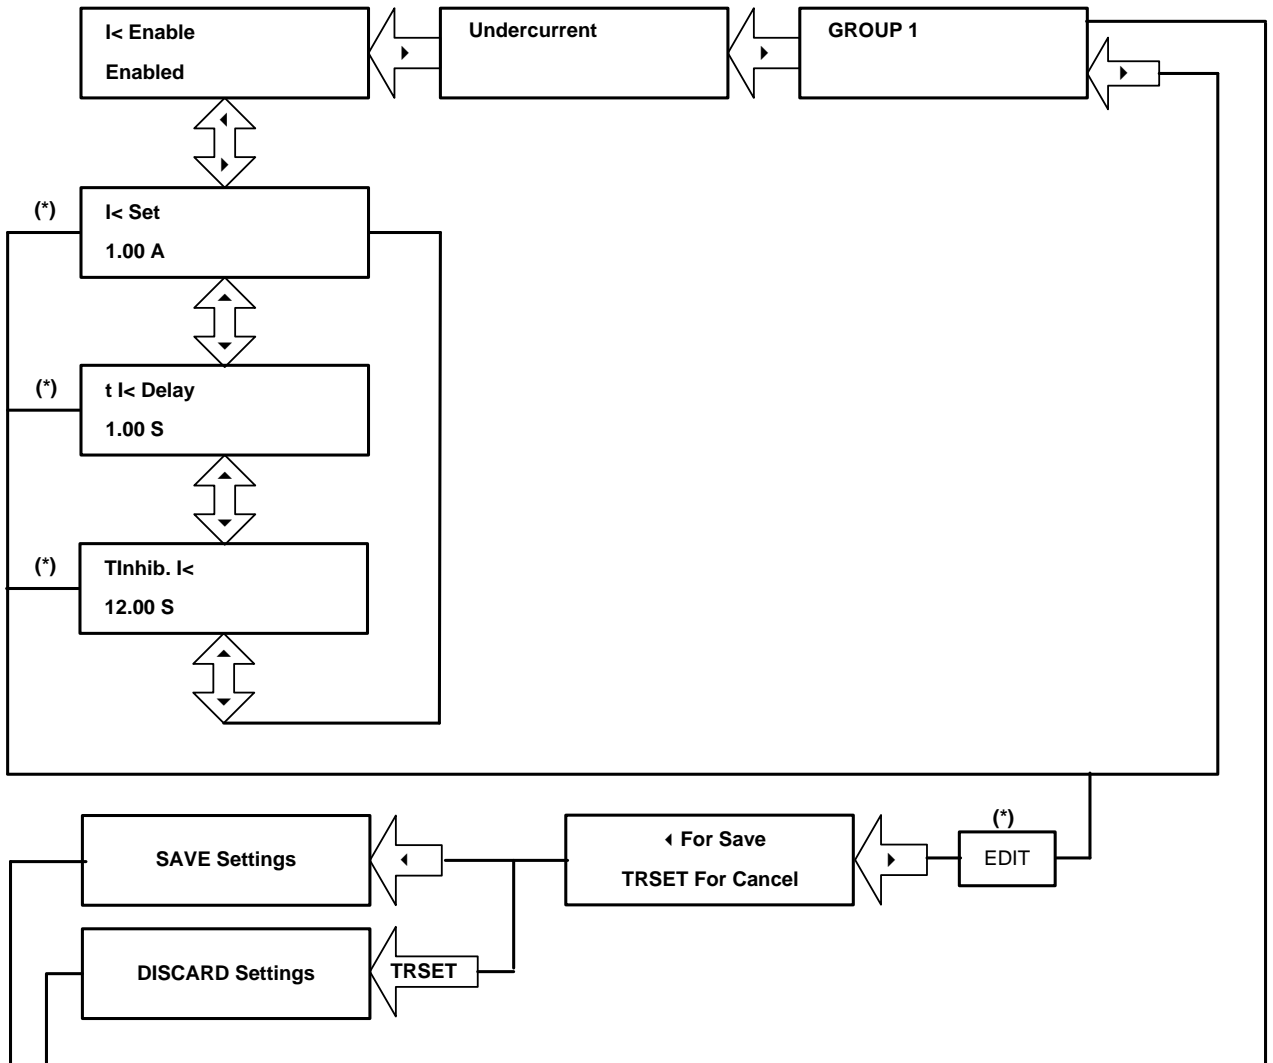 I< Enable
Enabled
Undercurrent
GROUP 1
(*)
I< Set
1.00 A
(*)
t I< Delay
1.00 S
(*)
TInhib. I<
12.00 S
(*)
EDIT
◂ For Save
TRSET For Cancel
SAVE Settings
TRSET
DISCARD Settings